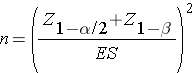 n = ( ( Z_{1-α/2} + Z_{1-β} ) / ES )^2